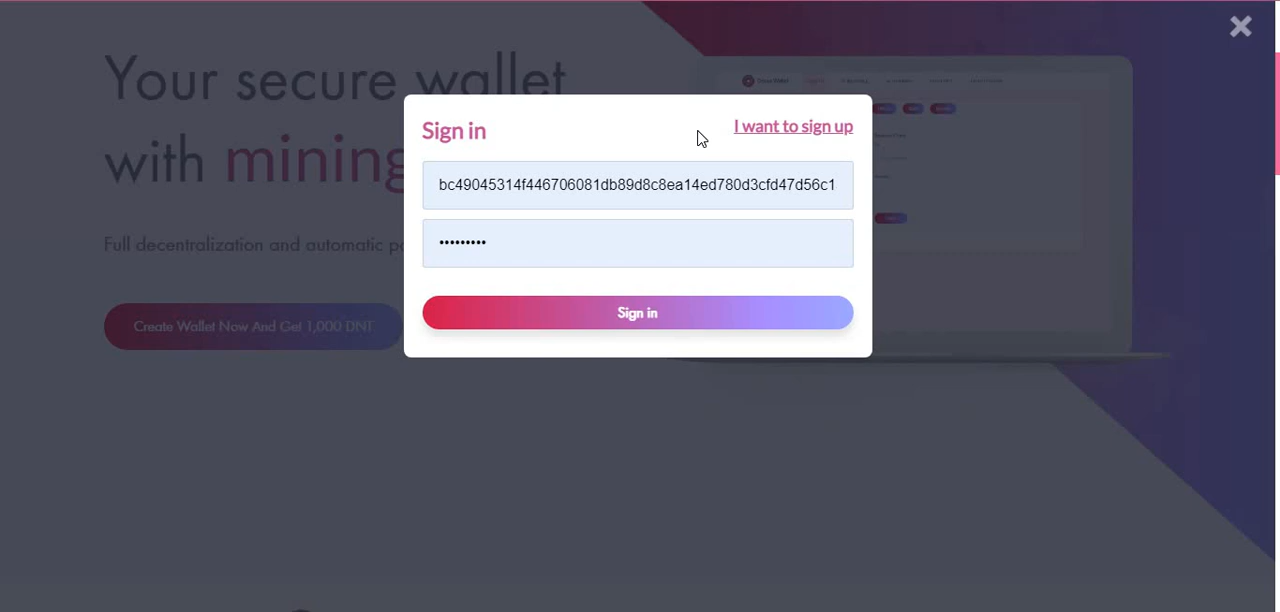 Your secure wallet
with mining
Full decentralization and automatic
Create Wallet Now And Get 1,000 DNT
Sign in
I want to sign up
bc49045314f446706081db89d8c8ea14ed780d3cfd47d56c1
•••••••••
Sign in